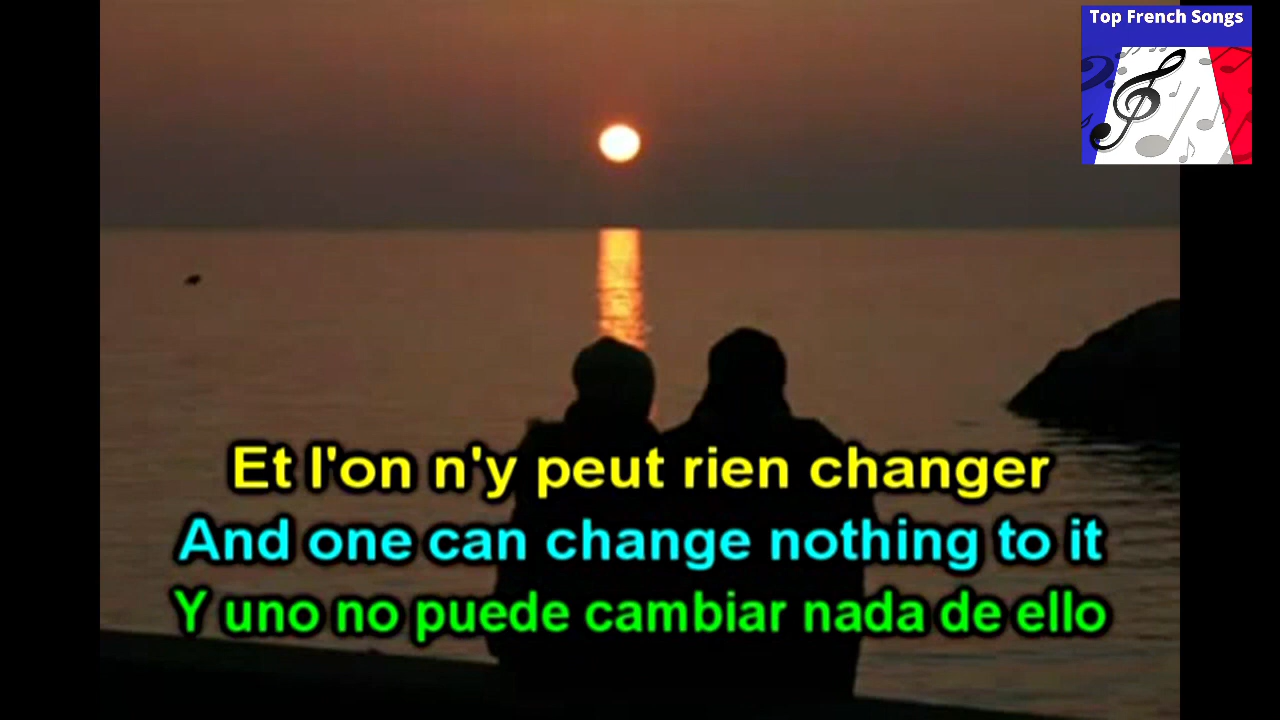 Top French Songs
Et l'on n'y peut rien changer
And one can change nothing to it
Y uno no puede cambiar nada de ello